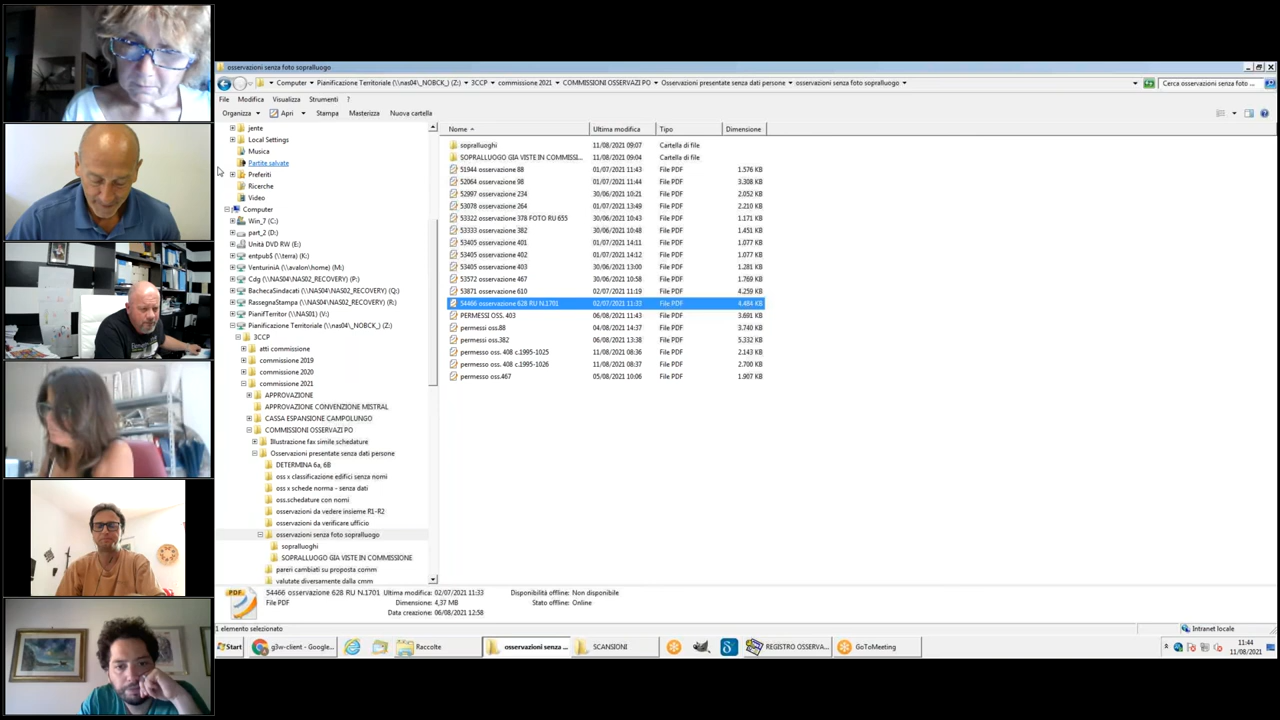 osservazioni senza foto sopralluogo
Computer Pianificazione Territoriale (\\nas04\_NOBCK_) (Z:) 3CCP commissione 2021 COMMISSIONI OSSERVAZI PO Osservazioni presentate senza dati persone osservazioni senza foto sopralluogo
Cerca osservazioni senza foto ...
File Modifica Visualizza Strumenti ?
Organizza Apri Stampa Masterizza Nuova cartella
jente
Local Settings
Musica
Partite salvate
Preferiti
Ricerche
Video
Computer
Win_7 (C:)
part_2 (D:)
Unità DVD RW (E:)
entpub$ (\\terra) (K:)
VenturiniA (\\avalon\home) (M:)
Cdg (\\NAS04\NAS02_RECOVERY) (P:)
BachecaSindacati (\\NAS04\NAS02_RECOVERY) (Q:)
RassegnaStampa (\\NAS04\NAS02_RECOVERY) (R:)
PianifTerritor (\\NAS01) (V:)
Pianificazione Territoriale (\\nas04\_NOBCK_) (Z:)
3CCP
atti commissione
commissione 2019
commissione 2020
commissione 2021
APPROVAZIONE
APPROVAZIONE CONVENZIONE MISTRAL
CASSA ESPANSIONE CAMPOLUNGO
COMMISSIONI OSSERVAZI PO
Illustrazione fax simile schedature
Osservazioni presentate senza dati persone
DETERMINA 6a, 6B
oss x classificazione edifici senza nomi
oss x schede norma - senza dati
oss.schedature con nomi
osservazioni da vedere insieme R1-R2
osservazioni da verificare ufficio
osservazioni senza foto sopralluogo
sopralluoghi
SOPRALLUOGO GIA VISTE IN COMMISSIONE
pareri cambiati su proposta comm
valutate diversamente dalla cmm
Nome Ultima modifica Tipo Dimensione
sopralluoghi 11/08/2021 09:07 Cartella di file
SOPRALLUOGO GIA VISTE IN COMMISSI... 11/08/2021 09:04 Cartella di file
51944 osservazione 88 01/07/2021 11:43 File PDF 1.576 KB
52064 osservazione 98 01/07/2021 11:44 File PDF 3.308 KB
52997 osservazione 234 30/06/2021 10:21 File PDF 2.052 KB
53078 osservazione 264 01/07/2021 13:49 File PDF 2.210 KB
53322 osservazione 378 FOTO RU 655 30/06/2021 10:43 File PDF 1.171 KB
53333 osservazione 382 30/06/2021 10:48 File PDF 1.451 KB
53405 osservazione 401 01/07/2021 14:11 File PDF 1.077 KB
53405 osservazione 402 01/07/2021 14:12 File PDF 1.077 KB
53405 osservazione 403 30/06/2021 13:00 File PDF 1.281 KB
53572 osservazione 467 30/06/2021 10:58 File PDF 1.769 KB
53871 osservazione 610 02/07/2021 11:19 File PDF 4.259 KB
54466 osservazione 628 RU N.1701 02/07/2021 11:33 File PDF 4.484 KB
PERMESSI OSS. 403 06/08/2021 11:43 File PDF 3.691 KB
permessi oss.88 04/08/2021 14:37 File PDF 3.740 KB
permessi oss.382 06/08/2021 13:38 File PDF 5.332 KB
permesso oss. 408 c.1995-1025 11/08/2021 08:36 File PDF 2.143 KB
permesso oss. 408 c.1995-1026 11/08/2021 08:37 File PDF 2.700 KB
permesso oss.467 05/08/2021 10:06 File PDF 1.907 KB
PDF
54466 osservazione 628 RU N.1701 Ultima modifica: 02/07/2021 11:33 Disponibilità offline: Non disponibile
File PDF Dimensione: 4,37 MB Stato offline: Online
Data creazione: 06/08/2021 12:58
1 elemento selezionato
Intranet locale
Start g3w-client - Google... Raccolte osservazioni senza ... SCANSIONI REGISTRO OSSERVA... GoToMeeting
11:44
11/08/2021